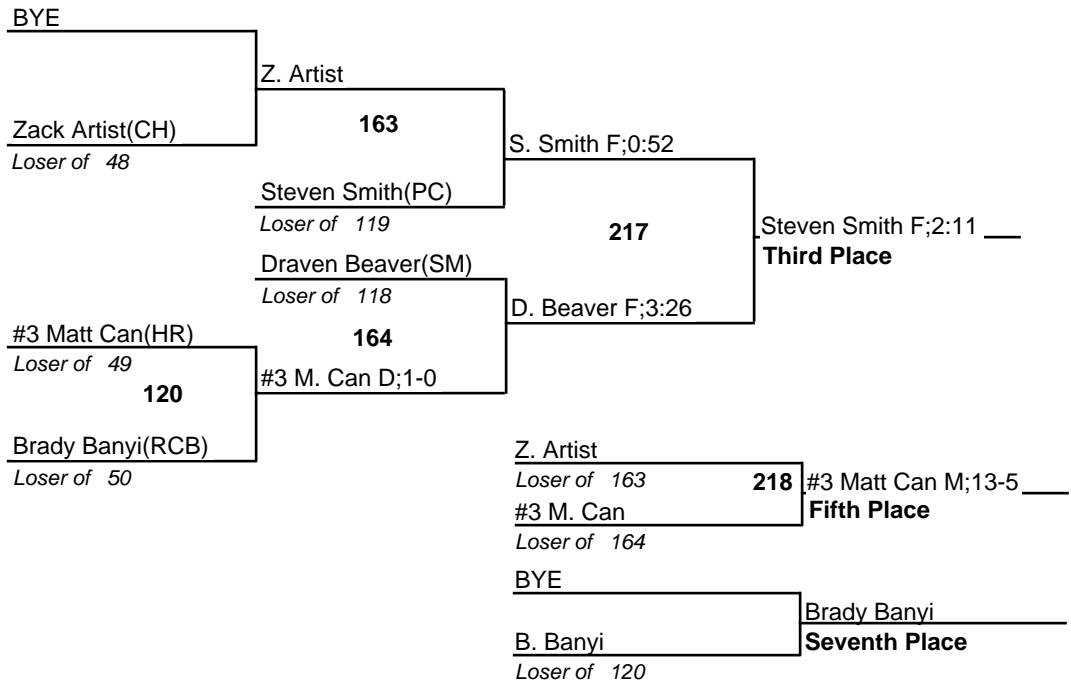 BYE
Z. Artist
163
Zack Artist(CH)
Loser of 48
S. Smith F;0:52
Steven Smith(PC)
Loser of 119
217
Steven Smith F;2:11
Third Place
Draven Beaver(SM)
Loser of 118
D. Beaver F;3:26
#3 Matt Can(HR)
Loser of 49
164
120
#3 M. Can D;1-0
Brady Banyi(RCB)
Loser of 50
Z. Artist
Loser of 163
218
#3 Matt Can M;13-5
Fifth Place
#3 M. Can
Loser of 164
BYE
Brady Banyi
Seventh Place
B. Banyi
Loser of 120